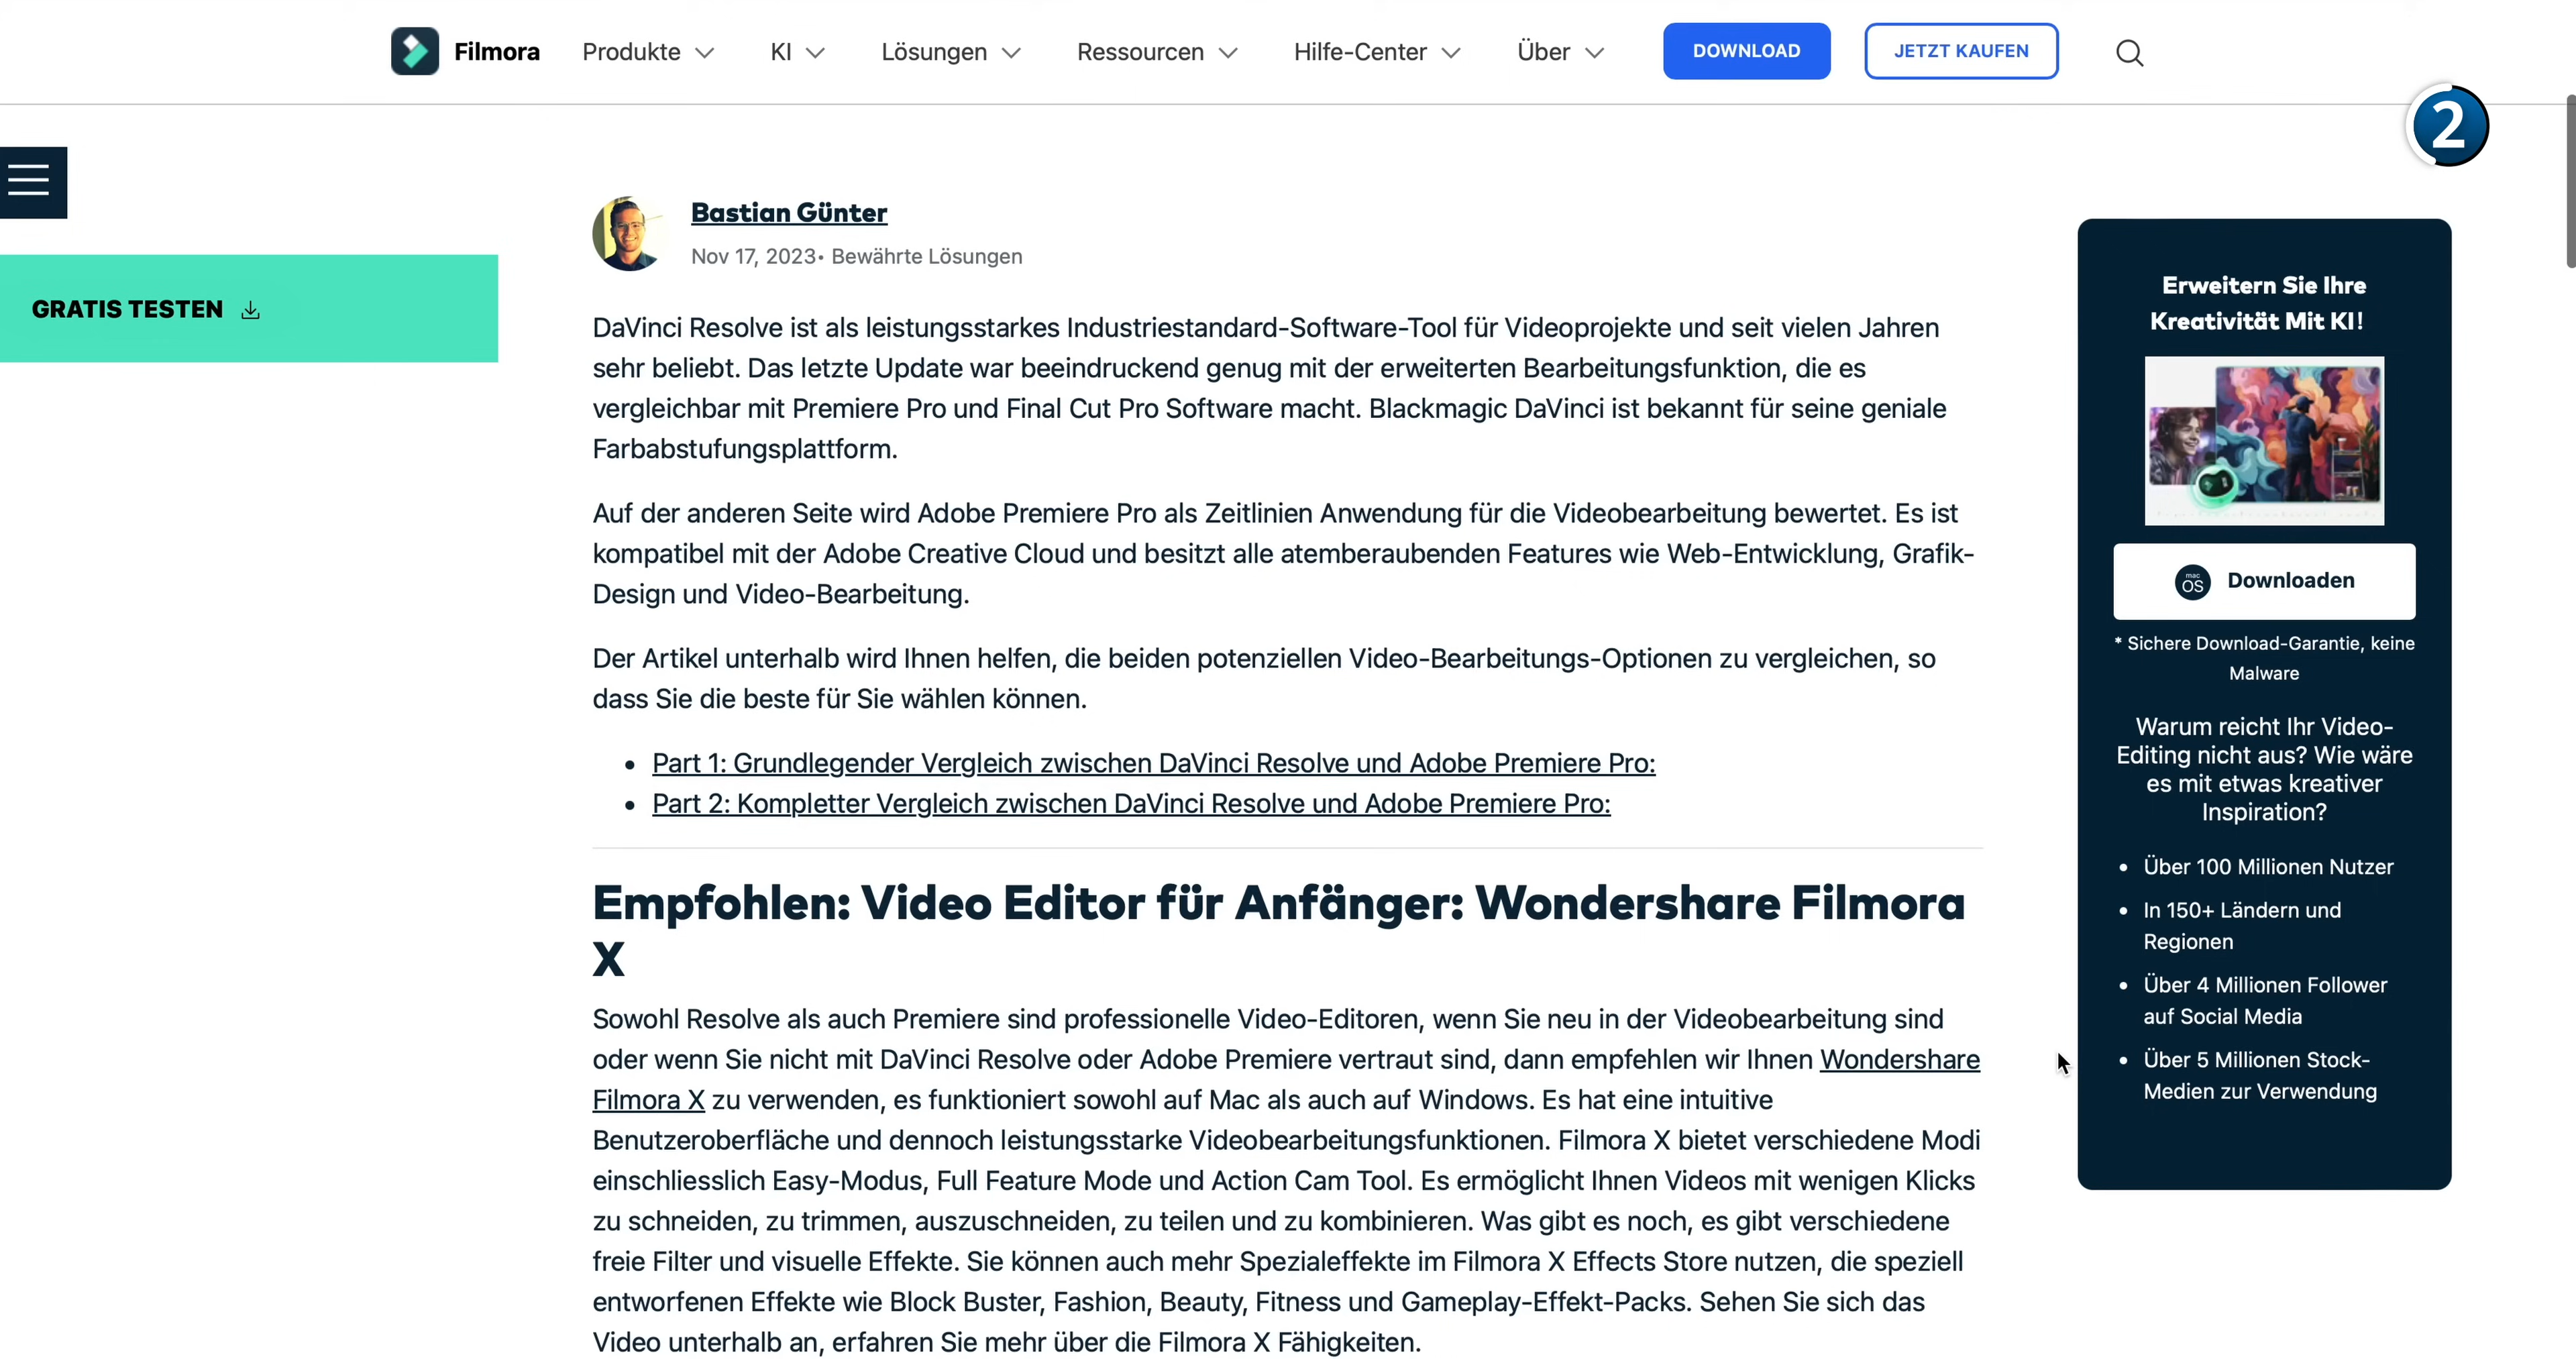 Filmora
Produkte
KI
Lösungen
Ressourcen
Hilfe-Center
Über
DOWNLOAD
JETZT KAUFEN
2
GRATIS TESTEN
Bastian Günter
Nov 17, 2023• Bewährte Lösungen
DaVinci Resolve ist als leistungsstarkes Industriestandard-Software-Tool für Videoprojekte und seit vielen Jahren
sehr beliebt. Das letzte Update war beeindruckend genug mit der erweiterten Bearbeitungsfunktion, die es
vergleichbar mit Premiere Pro und Final Cut Pro Software macht. Blackmagic DaVinci ist bekannt für seine geniale
Farbabstufungsplattform.
Auf der anderen Seite wird Adobe Premiere Pro als Zeitlinien Anwendung für die Videobearbeitung bewertet. Es ist
kompatibel mit der Adobe Creative Cloud und besitzt alle atemberaubenden Features wie Web-Entwicklung, Grafik-
Design und Video-Bearbeitung.
Der Artikel unterhalb wird Ihnen helfen, die beiden potenziellen Video-Bearbeitungs-Optionen zu vergleichen, so
dass Sie die beste für Sie wählen können.
• Part 1: Grundlegender Vergleich zwischen DaVinci Resolve und Adobe Premiere Pro:
• Part 2: Kompletter Vergleich zwischen DaVinci Resolve und Adobe Premiere Pro:
Empfohlen: Video Editor für Anfänger: Wondershare Filmora
X
Sowohl Resolve als auch Premiere sind professionelle Video-Editoren, wenn Sie neu in der Videobearbeitung sind
oder wenn Sie nicht mit DaVinci Resolve oder Adobe Premiere vertraut sind, dann empfehlen wir Ihnen Wondershare
Filmora X zu verwenden, es funktioniert sowohl auf Mac als auch auf Windows. Es hat eine intuitive
Benutzeroberfläche und dennoch leistungsstarke Videobearbeitungsfunktionen. Filmora X bietet verschiedene Modi
einschliesslich Easy-Modus, Full Feature Mode und Action Cam Tool. Es ermöglicht Ihnen Videos mit wenigen Klicks
zu schneiden, zu trimmen, auszuschneiden, zu teilen und zu kombinieren. Was gibt es noch, es gibt verschiedene
freie Filter und visuelle Effekte. Sie können auch mehr Spezialeffekte im Filmora X Effects Store nutzen, die speziell
entworfenen Effekte wie Block Buster, Fashion, Beauty, Fitness und Gameplay-Effekt-Packs. Sehen Sie sich das
Video unterhalb an, erfahren Sie mehr über die Filmora X Fähigkeiten.
Erweitern Sie Ihre
Kreativität Mit KI!
mac
OS
Downloaden
* Sichere Download-Garantie, keine
Malware
Warum reicht Ihr Video-
Editing nicht aus? Wie wäre
es mit etwas kreativer
Inspiration?
• Über 100 Millionen Nutzer
• In 150+ Ländern und
Regionen
• Über 4 Millionen Follower
auf Social Media
• Über 5 Millionen Stock-
Medien zur Verwendung